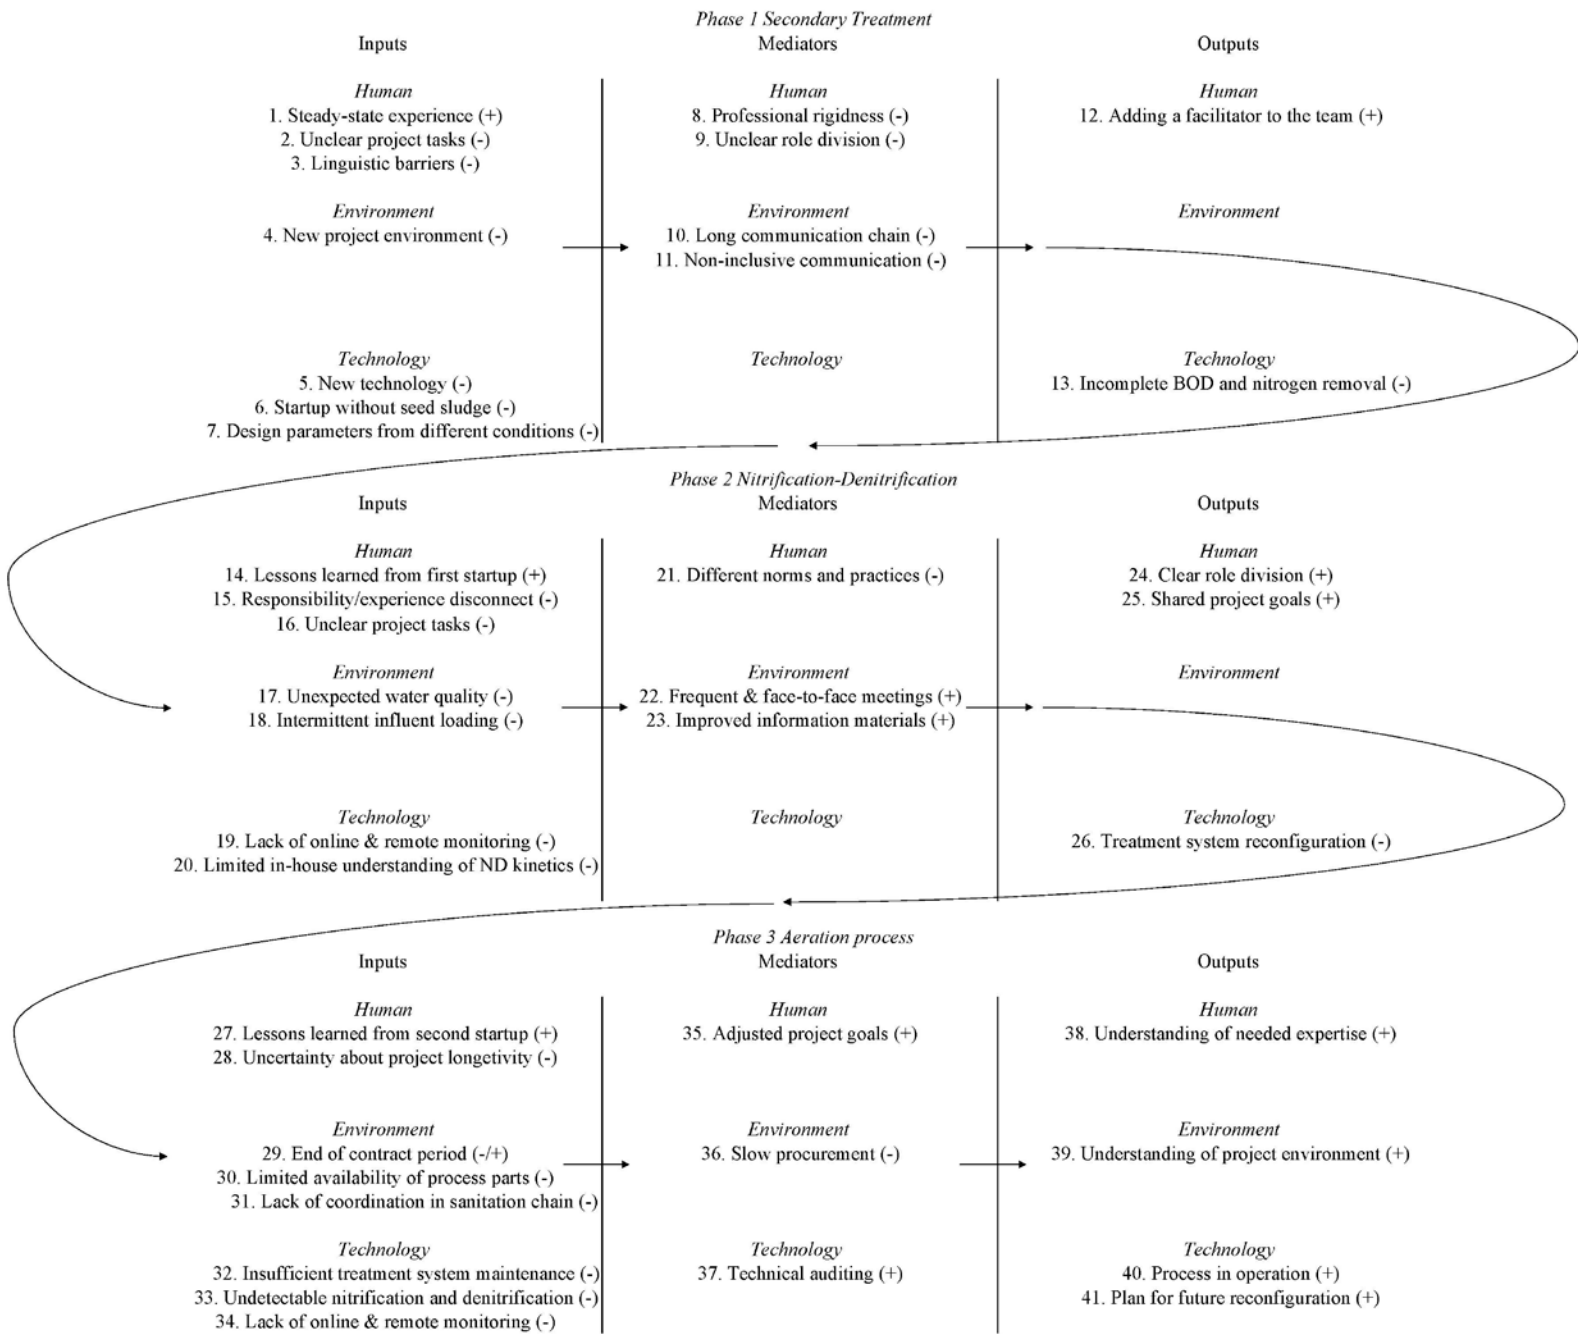 Phase 1 Secondary Treatment
Inputs Mediators Outputs
Human Human Human
1. Steady-state experience (+) 8. Professional rigidness (-) 12. Adding a facilitator to the team (+)
2. Unclear project tasks (-) 9. Unclear role division (-)
3. Linguistic barriers (-)
Environment Environment Environment
4. New project environment (-) 10. Long communication chain (-)
11. Non-inclusive communication (-)
Technology Technology Technology
5. New technology (-) 13. Incomplete BOD and nitrogen removal (-)
6. Startup without seed sludge (-)
7. Design parameters from different conditions (-)
Phase 2 Nitrification-Denitrification
Inputs Mediators Outputs
Human Human Human
14. Lessons learned from first startup (+) 21. Different norms and practices (-) 24. Clear role division (+)
15. Responsibility/experience disconnect (-) 25. Shared project goals (+)
16. Unclear project tasks (-)
Environment Environment Environment
17. Unexpected water quality (-) 22. Frequent & face-to-face meetings (+)
18. Intermittent influent loading (-) 23. Improved information materials (+)
Technology Technology Technology
19. Lack of online & remote monitoring (-) 26. Treatment system reconfiguration (-)
20. Limited in-house understanding of ND kinetics (-)
Phase 3 Aeration process
Inputs Mediators Outputs
Human Human Human
27. Lessons learned from second startup (+) 35. Adjusted project goals (+) 38. Understanding of needed expertise (+)
28. Uncertainty about project longetivity (-)
Environment Environment Environment
29. End of contract period (-/+) 36. Slow procurement (-) 39. Understanding of project environment (+)
30. Limited availability of process parts (-)
31. Lack of coordination in sanitation chain (-)
Technology Technology Technology
32. Insufficient treatment system maintenance (-) 37. Technical auditing (+) 40. Process in operation (+)
33. Undetectable nitrification and denitrification (-) 41. Plan for future reconfiguration (+)
34. Lack of online & remote monitoring (-)